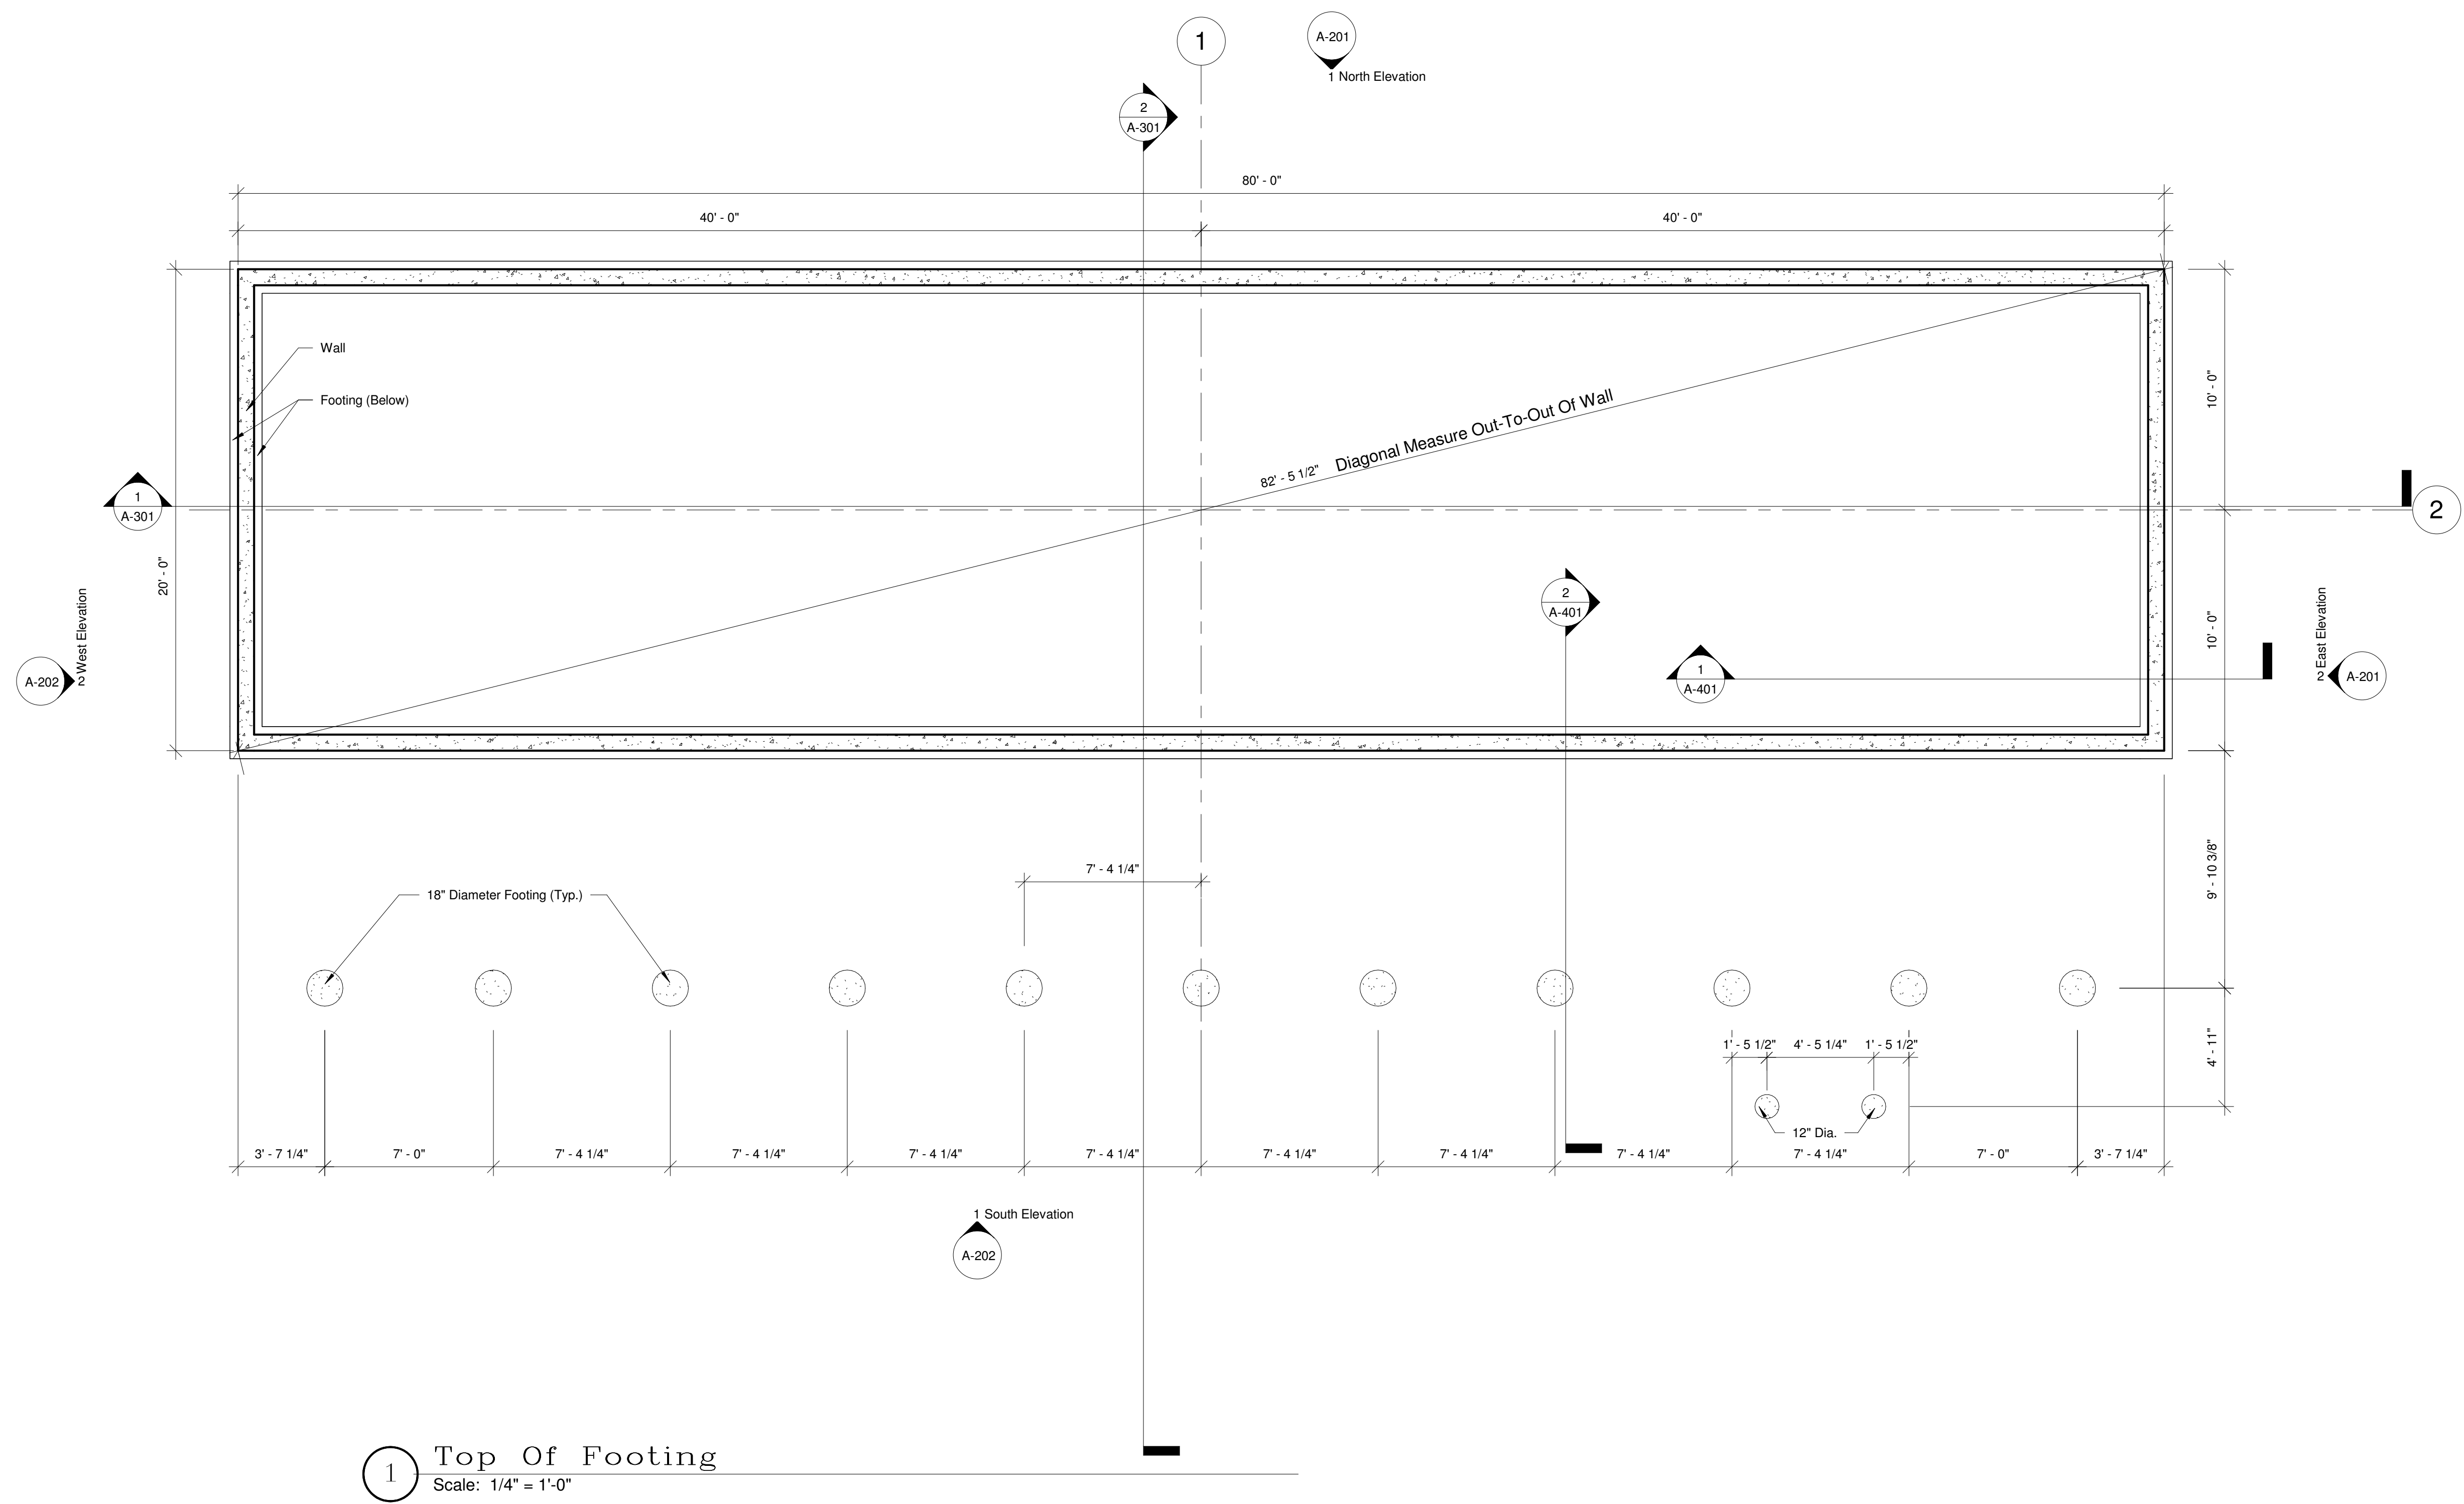 1
A-201
1 North Elevation
2
A-301
80' - 0"
40' - 0"
40' - 0"
Wall
Footing (Below)
10' - 0"
82' - 5 1/2"
Diagonal Measure Out-To-Out Of Wall
1
A-301
2
20' - 0"
2
A-401
10' - 0"
1
A-401
West Elevation
A-202
2
East Elevation
2
A-201
9' - 10 3/8"
7' - 4 1/4"
18" Diameter Footing (Typ.)
1' - 5 1/2"
4' - 5 1/4"
1' - 5 1/2"
4' - 11"
12" Dia.
3' - 7 1/4"
7' - 0"
7' - 4 1/4"
7' - 4 1/4"
7' - 4 1/4"
7' - 4 1/4"
7' - 4 1/4"
7' - 4 1/4"
7' - 4 1/4"
7' - 4 1/4"
7' - 0"
3' - 7 1/4"
1 South Elevation
A-202
1
Top Of Footing
Scale: 1/4" = 1'-0"